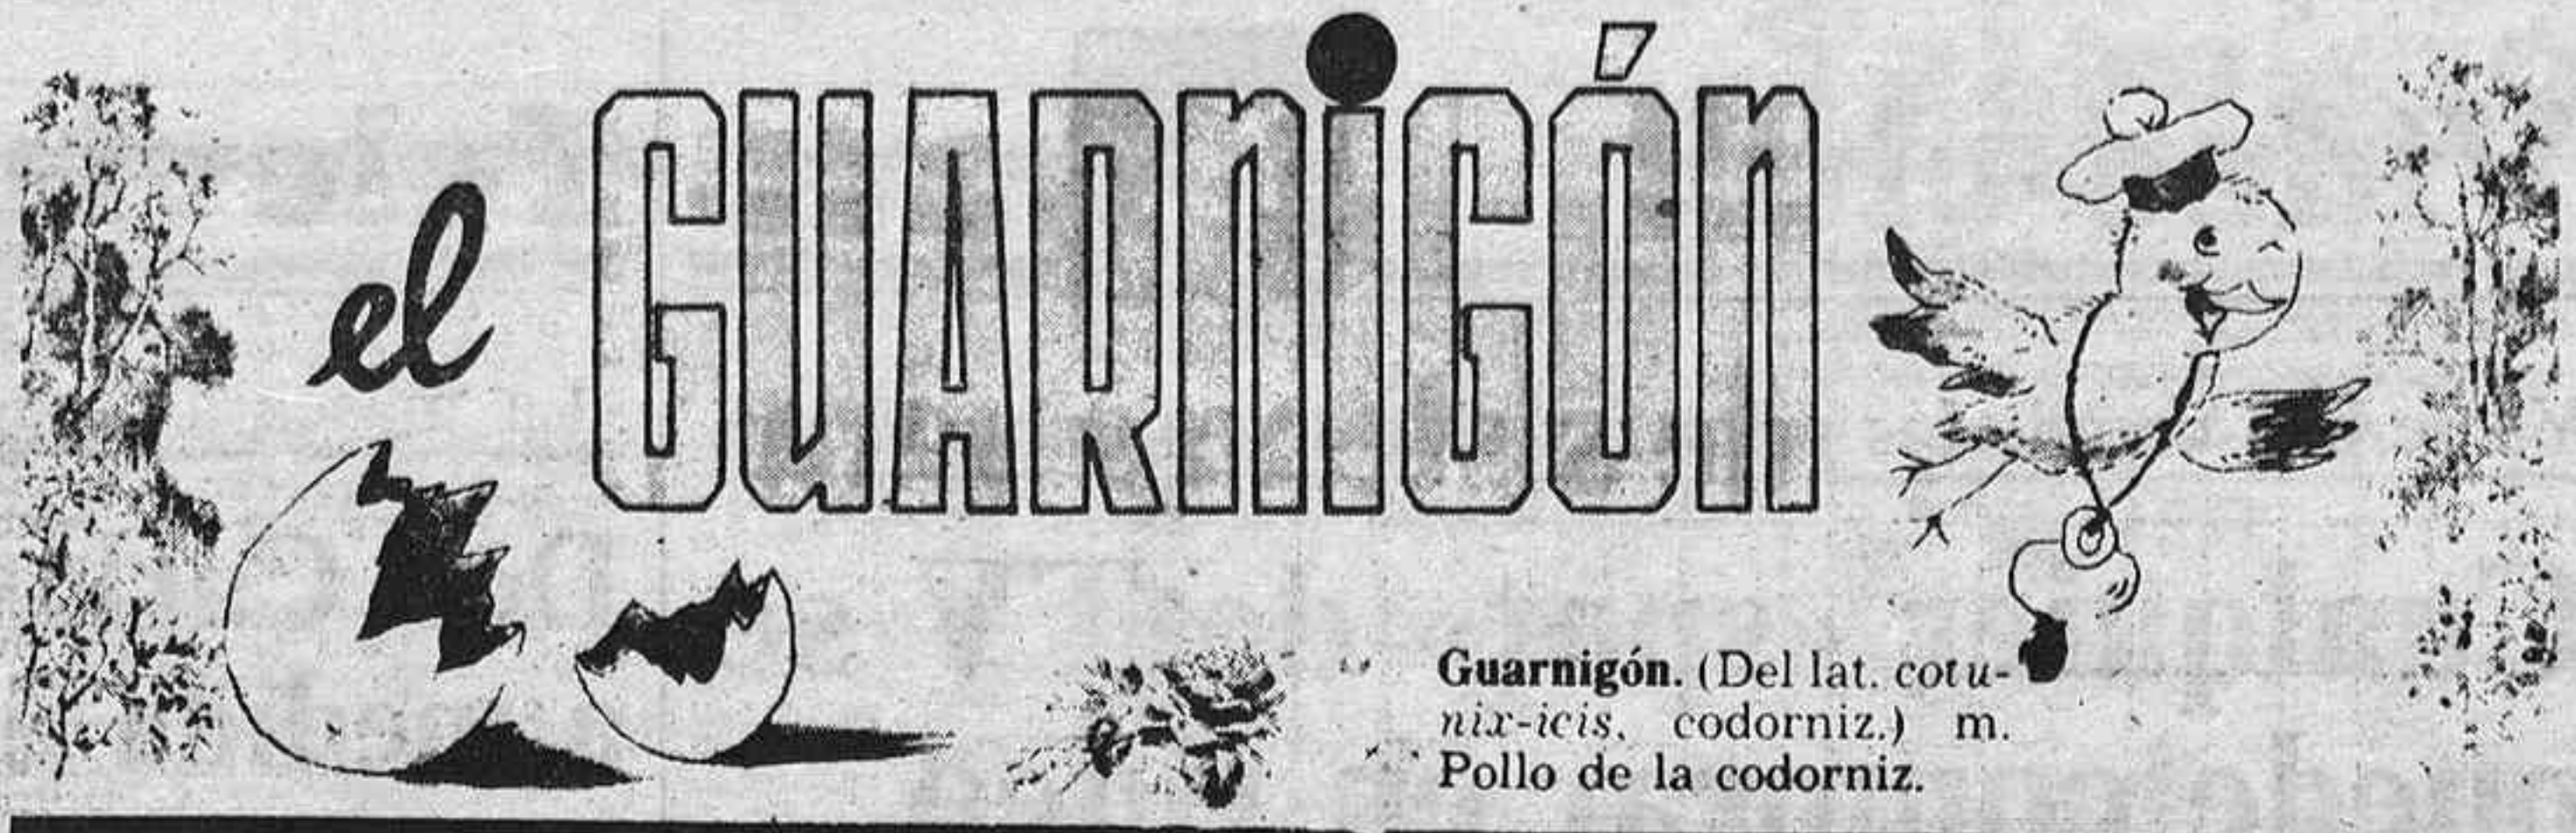 el GUARNIGÓN
Guarnigón. (Del lat. cotu-
nix-icis, codorniz.) m.
Pollo de la codorniz.